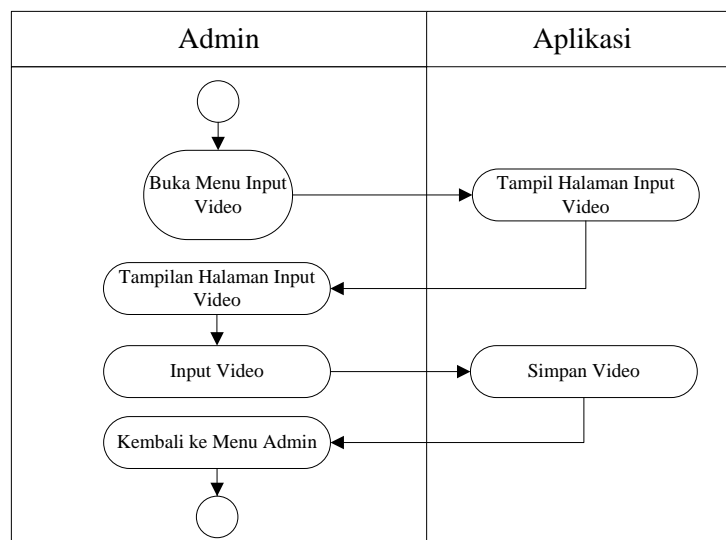 Admin
Aplikasi
Buka Menu Input
Video
Tampil Halaman Input
Video
Tampilan Halaman Input
Video
Input Video
Simpan Video
Kembali ke Menu Admin